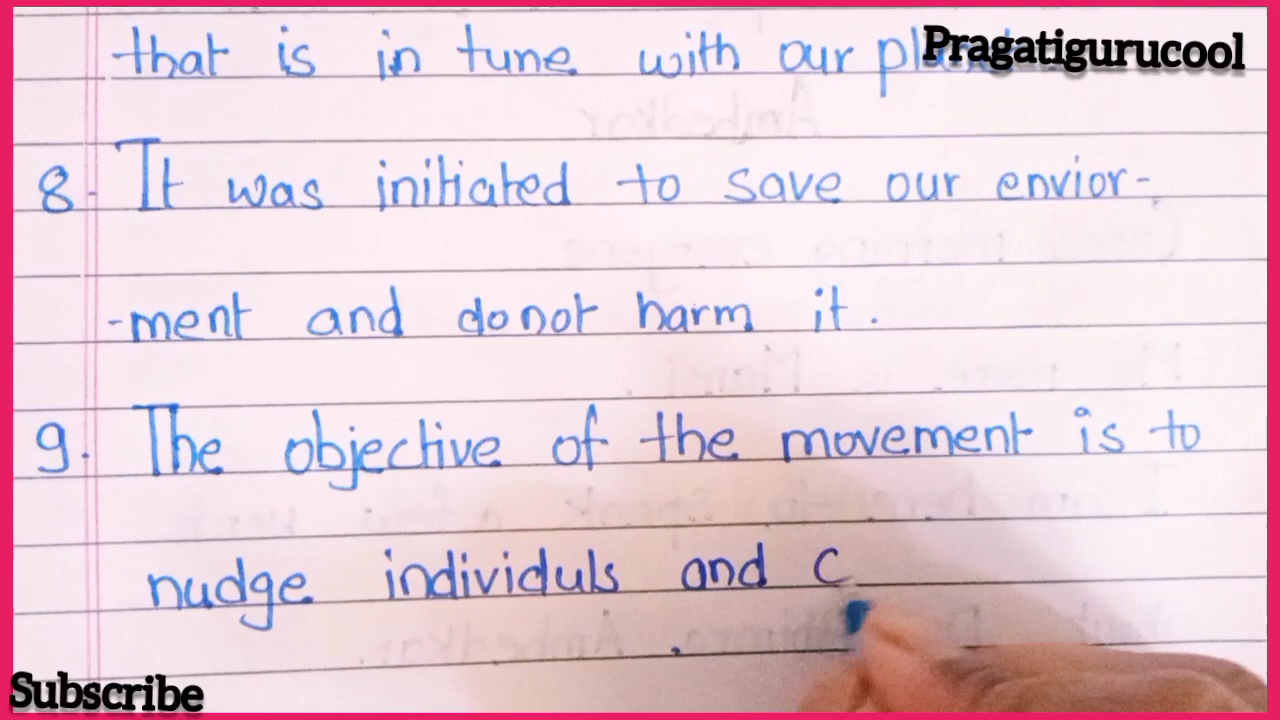 that is in tune with our
Pragatigurucool
8. It was initiated to save our envior-
-ment and donot harm it.
9. The objective of the movement is to
nudge individuls and c
Subscribe